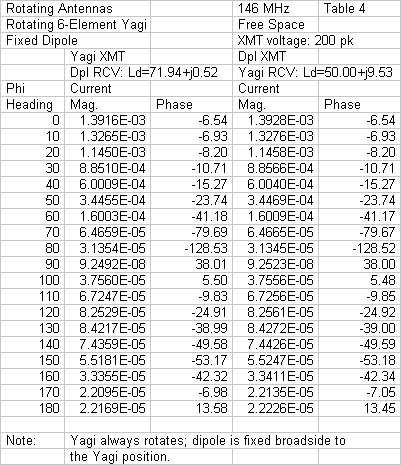 Rotating Antennas 146 MHz Table 4
Rotating 6-Element Yagi Free Space
Fixed Dipole XMT voltage: 200 pk
Yagi XMT Dpl XMT
Dpl RCV: Ld=71.94+j0.52 Yagi RCV: Ld=50.00+j9.53
Phi Current Current
Heading Mag. Phase Mag. Phase
0 1.3916E-03 -6.54 1.3928E-03 -6.54
10 1.3265E-03 -6.93 1.3276E-03 -6.93
20 1.1450E-03 -8.20 1.1458E-03 -8.20
30 8.8510E-04 -10.71 8.8566E-04 -10.71
40 6.0009E-04 -15.27 6.0040E-04 -15.27
50 3.4455E-04 -23.74 3.4469E-04 -23.74
60 1.6003E-04 -41.18 1.6009E-04 -41.17
70 6.4659E-05 -79.69 6.4665E-05 -79.67
80 3.1354E-05 -128.53 3.1345E-05 -128.52
90 9.2492E-08 38.01 9.2523E-08 38.00
100 3.7560E-05 5.50 3.7556E-05 5.48
110 6.7247E-05 -9.83 6.7256E-05 -9.85
120 8.2529E-05 -24.91 8.2561E-05 -24.92
130 8.4217E-05 -38.99 8.4272E-05 -39.00
140 7.4359E-05 -49.58 7.4426E-05 -49.59
150 5.5181E-05 -53.17 5.5247E-05 -53.18
160 3.3355E-05 -42.32 3.3411E-05 -42.34
170 2.2095E-05 -6.98 2.2135E-05 -7.05
180 2.2169E-05 13.58 2.2226E-05 13.45
Note: Yagi always rotates; dipole is fixed broadside to
the Yagi position.